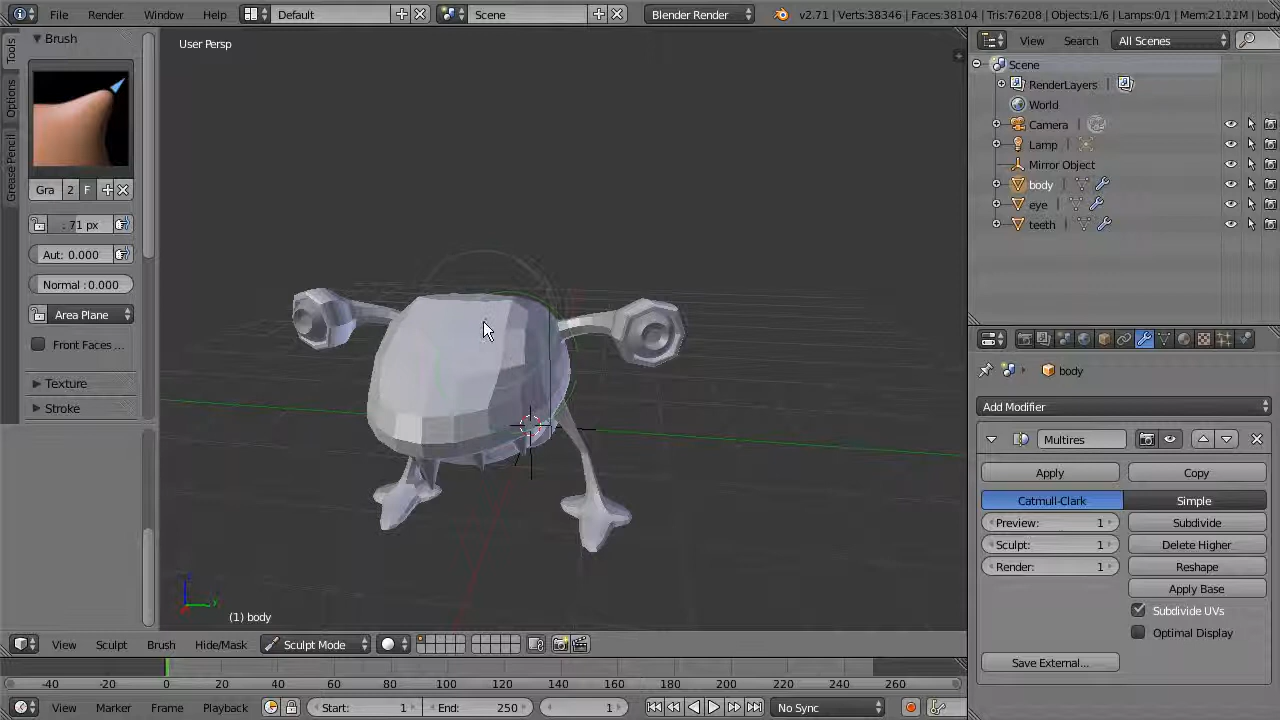 File Render Window Help Default Scene Blender Render v2.71 | Verts:38346 | Faces:38104 | Tris:76208 | Objects:1/6 | Lamps:0/1 | Mem:21.11M | body
Tools
Options
Grease Pencil
Brush
Gra 2 F
: 71 px
Aut: 0.000
Normal : 0.000
Area Plane
Front Faces ...
Texture
Stroke
User Persp
(1) body
View Sculpt Brush Hide/Mask Sculpt Mode
-40 -20 0 20 40 60 80 100 120 140 160 180 200 220 240 260
View Marker Frame Playback Start: 1 End: 250 1 No Sync
View Search All Scenes
Scene
RenderLayers
World
Camera
Lamp
Mirror Object
body
eye
teeth
body
Add Modifier
Multires
Apply Copy
Catmull-Clark Simple
Preview: 1 Subdivide
Sculpt: 1 Delete Higher
Render: 1 Reshape
Apply Base
Subdivide UVs
Optimal Display
Save External...